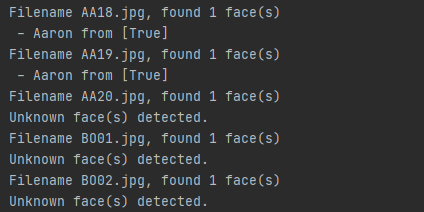 Filename AA18.jpg, found 1 face(s)
 – Aaron from [True]
Filename AA19.jpg, found 1 face(s)
 – Aaron from [True]
Filename AA20.jpg, found 1 face(s)
Unknown face(s) detected.
Filename BO01.jpg, found 1 face(s)
Unknown face(s) detected.
Filename BO02.jpg, found 1 face(s)
Unknown face(s) detected.